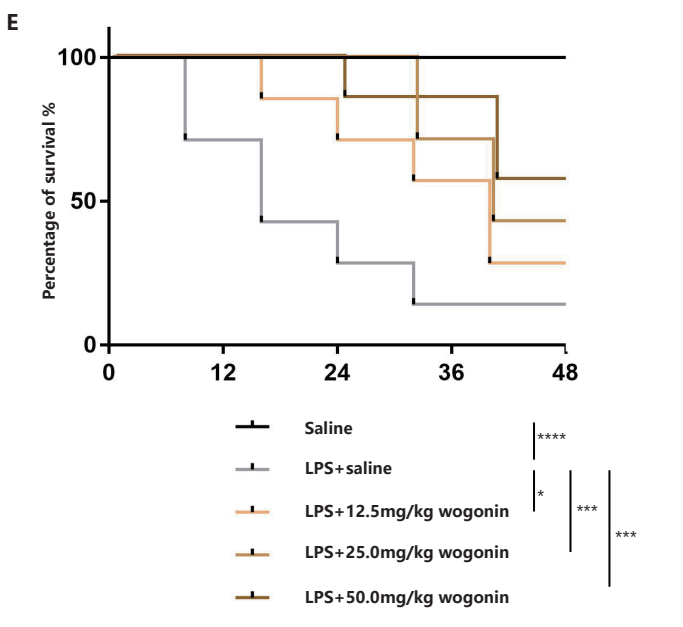 E
Percentage of survival %
100
50
0
0 12 24 36 48
Saline
****
LPS+saline
*
LPS+12.5mg/kg wogonin
***
***
LPS+25.0mg/kg wogonin
LPS+50.0mg/kg wogonin